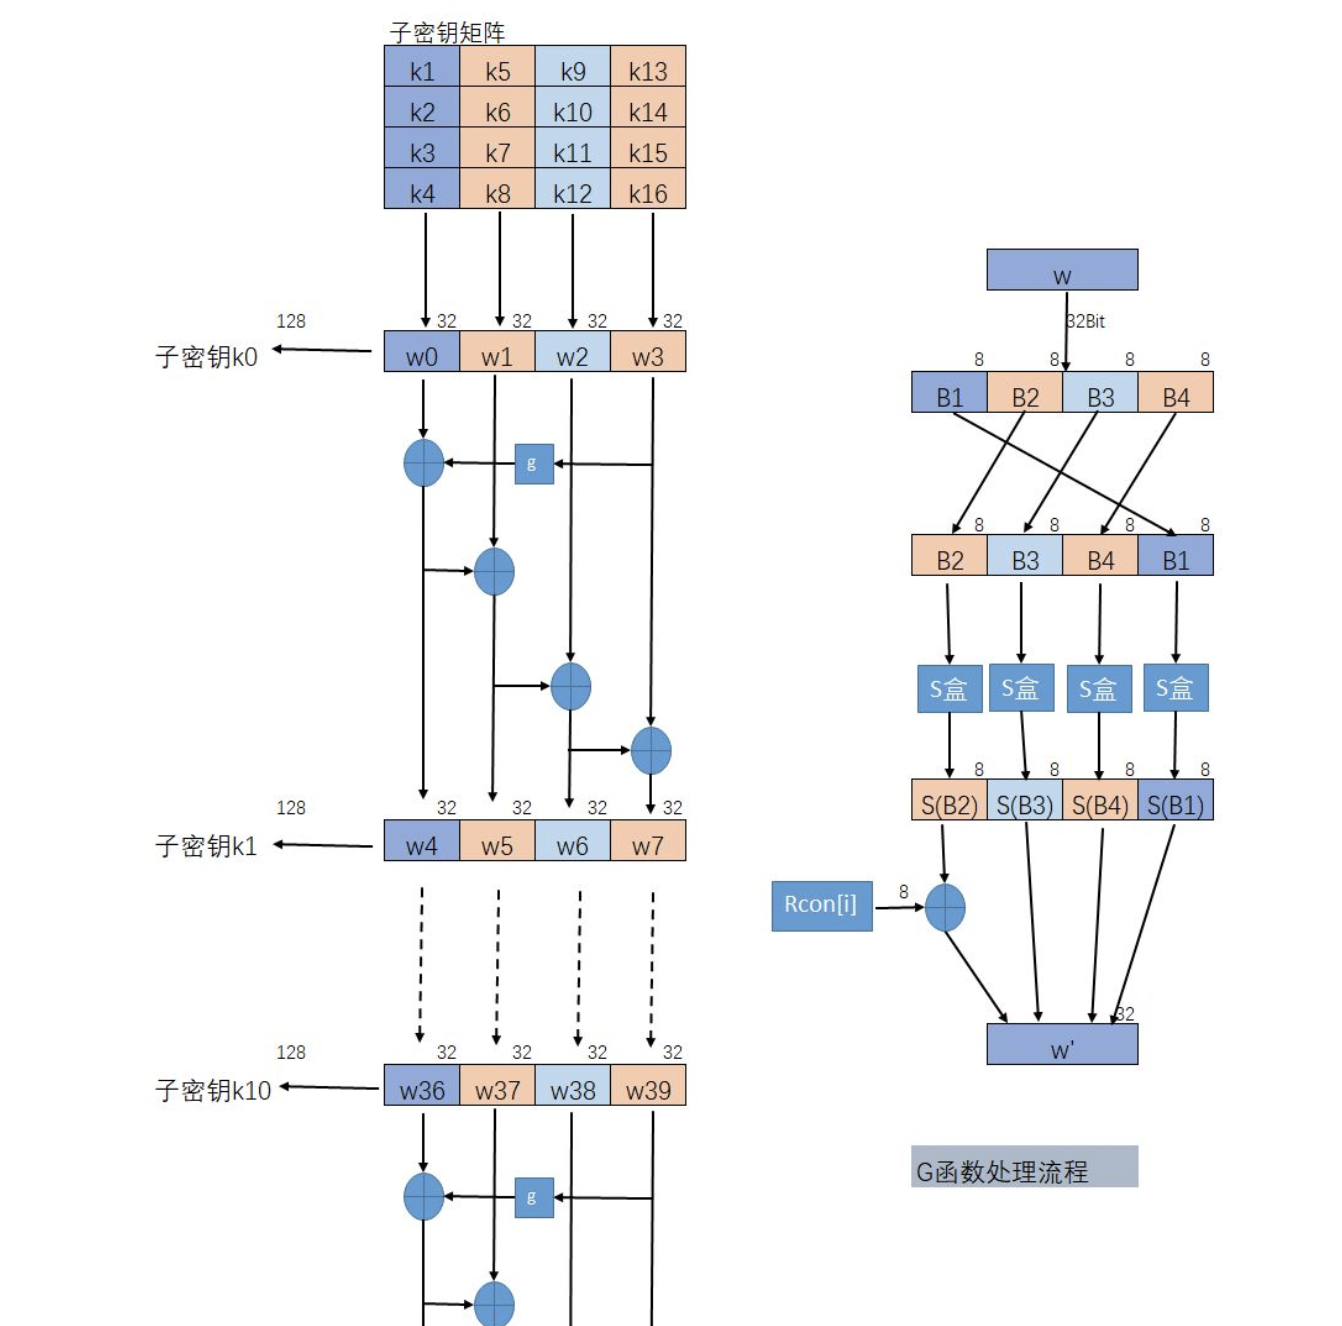 子密钥矩阵
k1 k5 k9 k13
k2 k6 k10 k14
k3 k7 k11 k15
k4 k8 k12 k16
128 32 32 32 32
子密钥k0 w0 w1 w2 w3
g
128 32 32 32 32
子密钥k1 w4 w5 w6 w7
128 32 32 32 32
子密钥k10 w36 w37 w38 w39
g
w
32Bit
8 8 8 8
B1 B2 B3 B4
8 8 8 8
B2 B3 B4 B1
S盒 S盒 S盒 S盒
8 8 8 8
S(B2) S(B3) S(B4) S(B1)
Rcon[i] 8
32
w'
G函数处理流程